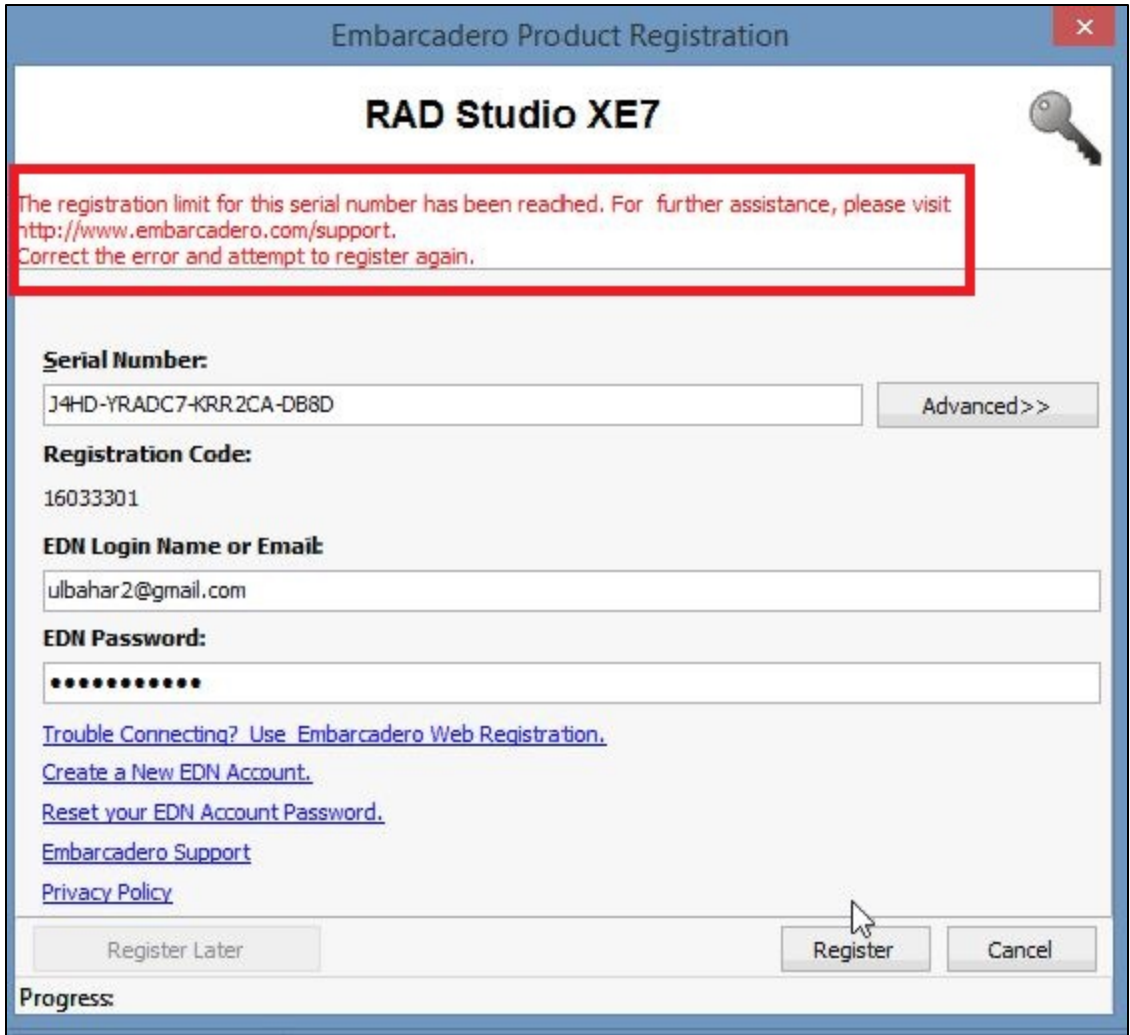 Embarcadero Product Registration
RAD Studio XE7
The registration limit for this serial number has been reached. For further assistance, please visit
http://www.embarcadero.com/support.
Correct the error and attempt to register again.
Serial Number:
J4HD-YRADC7-KRR2CA-DB8D
Advanced>>
Registration Code:
16033301
EDN Login Name or Email:
ulbahar2@gmail.com
EDN Password:
•••••••••••
Trouble Connecting? Use Embarcadero Web Registration.
Create a New EDN Account.
Reset your EDN Account Password.
Embarcadero Support
Privacy Policy
Register Later
Register
Cancel
Progress: